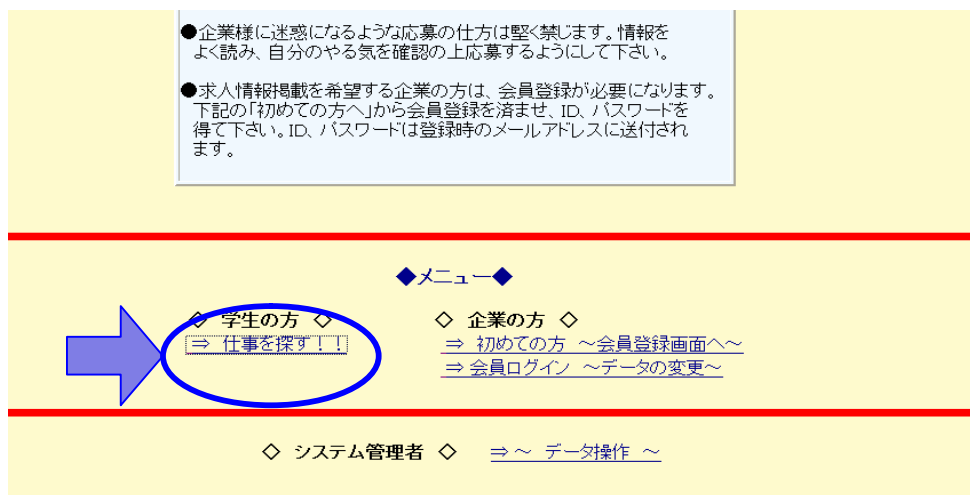 ●企業様に迷惑になるような応募の仕方は堅く禁じます。情報を
よく読み、自分のやる気を確認の上応募するようにして下さい。
●求人情報掲載を希望する企業の方は、会員登録が必要になります。
下記の「初めての方へ」から会員登録を済ませ、ID、パスワードを
得て下さい。ID、パスワードは登録時のメールアドレスに送付され
ます。
◆メニュー◆
◇ 学生の方 ◇
⇒ 仕事を探す！！
◇ 企業の方 ◇
⇒ 初めての方 ～会員登録画面へ～
⇒ 会員ログイン ～データの変更～
◇ システム管理者 ◇ ⇒～ データ操作 ～